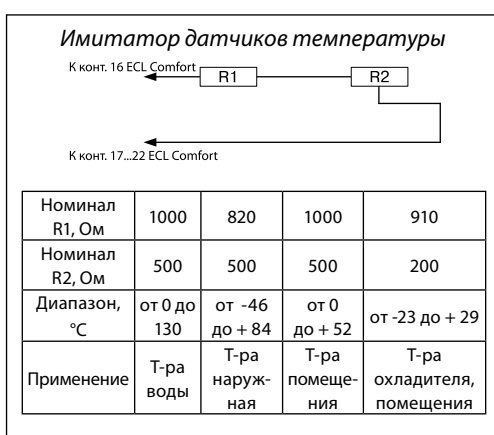 Имитатор датчиков температуры
К конт. 16 ECL Comfort
R1
R2
К конт. 17...22 ECL Comfort
Номинал R1, Ом 1000 820 1000 910
Номинал R2, Ом 500 500 500 200
Диапазон, °С от 0 до 130 от -46 до + 84 от 0 до + 52 от -23 до + 29
Применение Т-ра воды Т-ра наруж-ная Т-ра помеще-ния Т-ра охладителя, помещения